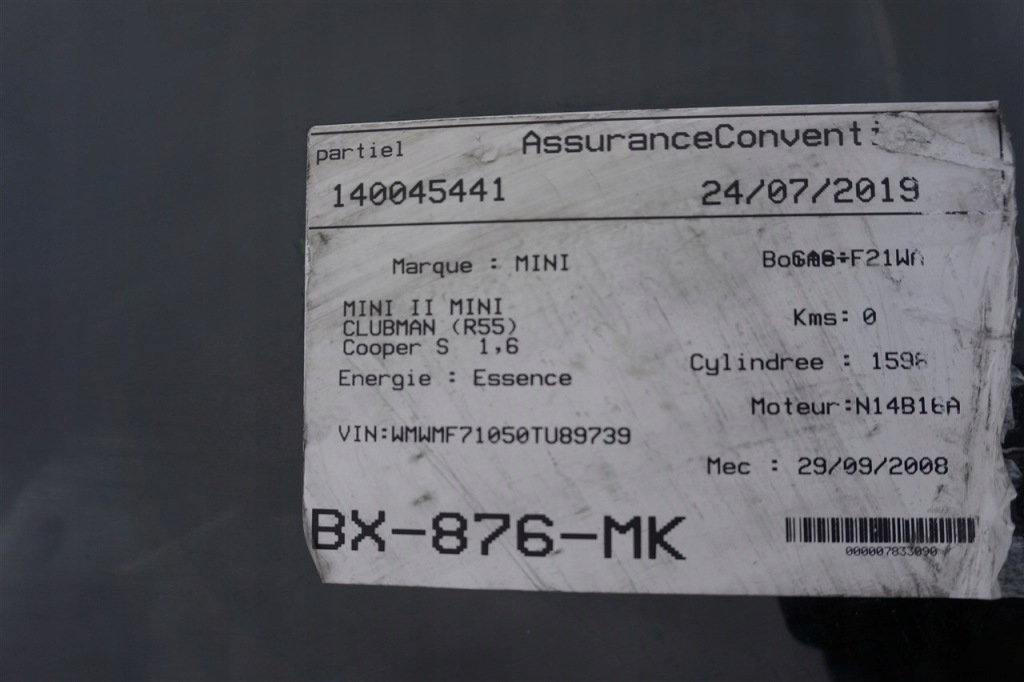 partiel AssuranceConvent
140045441 24/07/2019
Marque : MINI
MINI II MINI
CLUBMAN (R55)
Cooper S 1,6
Kms: 0
Energie : Essence
Cylindree : 1598
Moteur:N14B16A
VIN:WMWMF71050TU89739
Mec : 29/09/2008
BX-876-MK
000007833090